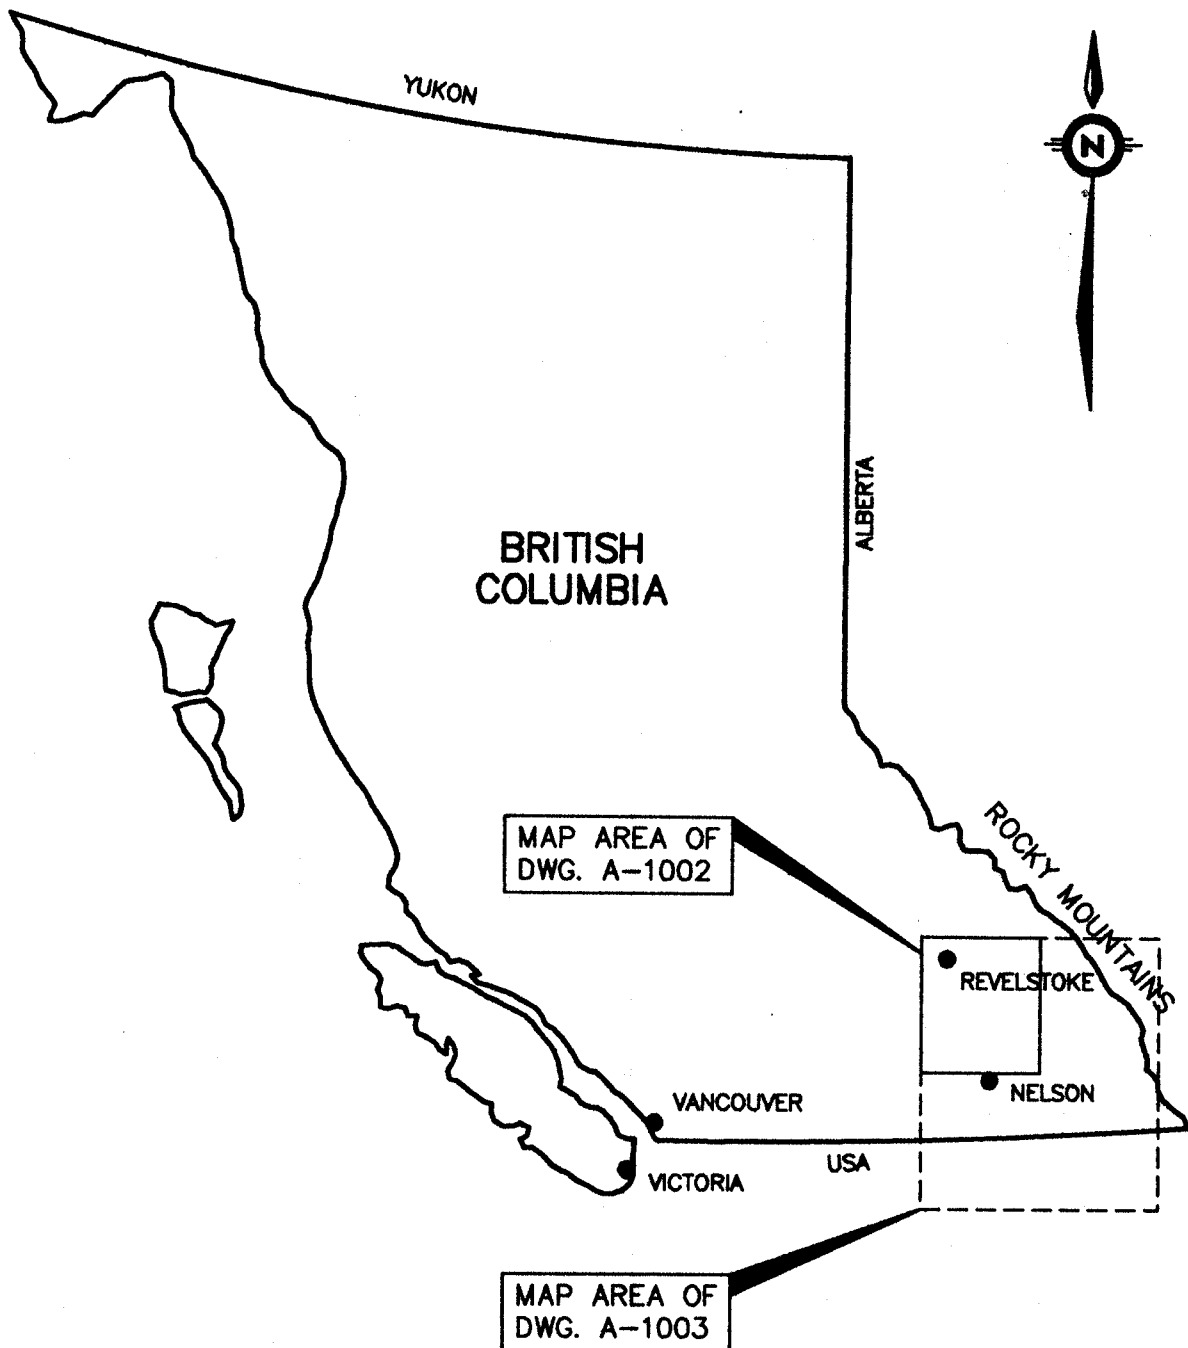 YUKON
N
ALBERTA
BRITISH
COLUMBIA
ROCKY MOUNTAINS
MAP AREA OF
DWG. A-1002
REVELSTOKE
NELSON
VANCOUVER
USA
VICTORIA
MAP AREA OF
DWG. A-1003